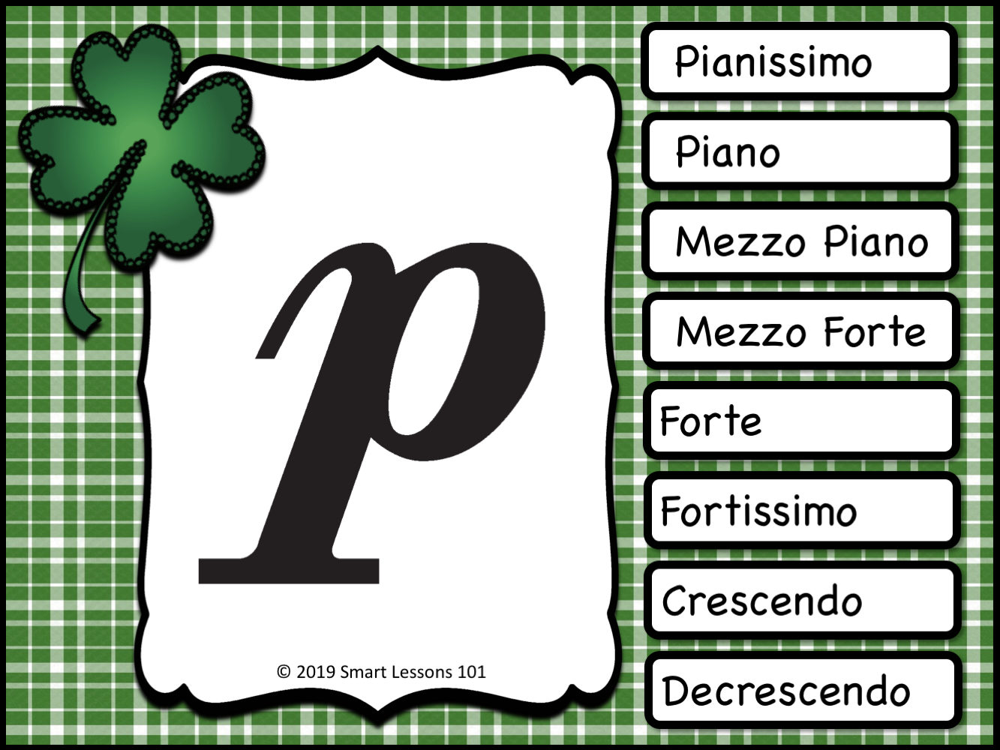 p
© 2019 Smart Lessons 101
Pianissimo
Piano
Mezzo Piano
Mezzo Forte
Forte
Fortissimo
Crescendo
Decrescendo